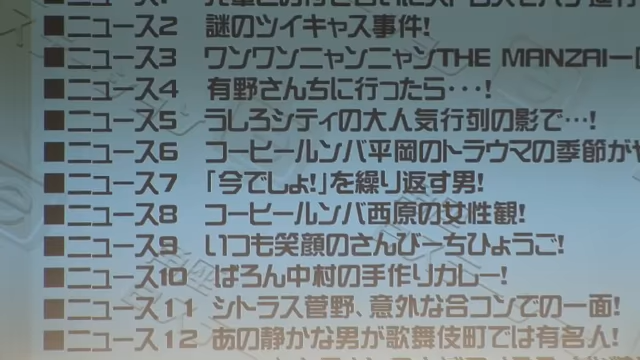 ■ニュース2 謎のツイキャス事件!
■ニュース3 ワンワンニャンニャンTHE MANZAI一
■ニュース4 有野さんちに行ったら・・・!
■ニュース5 うしろシティの大人気行列の影で…!
■ニュース6 コーヒールンバ平岡のトラウマの季節が
■ニュース7 「今でしょ!」を繰り返す男!
■ニュース8 コーヒールンバ西原の女性観!
■ニュース9 いつも笑顔のさんびーちひょうご!
■ニュース10 ばろん中村の手作りカレー!
■ニュース11 シトラス菅野、意外な合コンでの一面!
■ニュース12 あの静かな男が歌舞伎町では有名人!